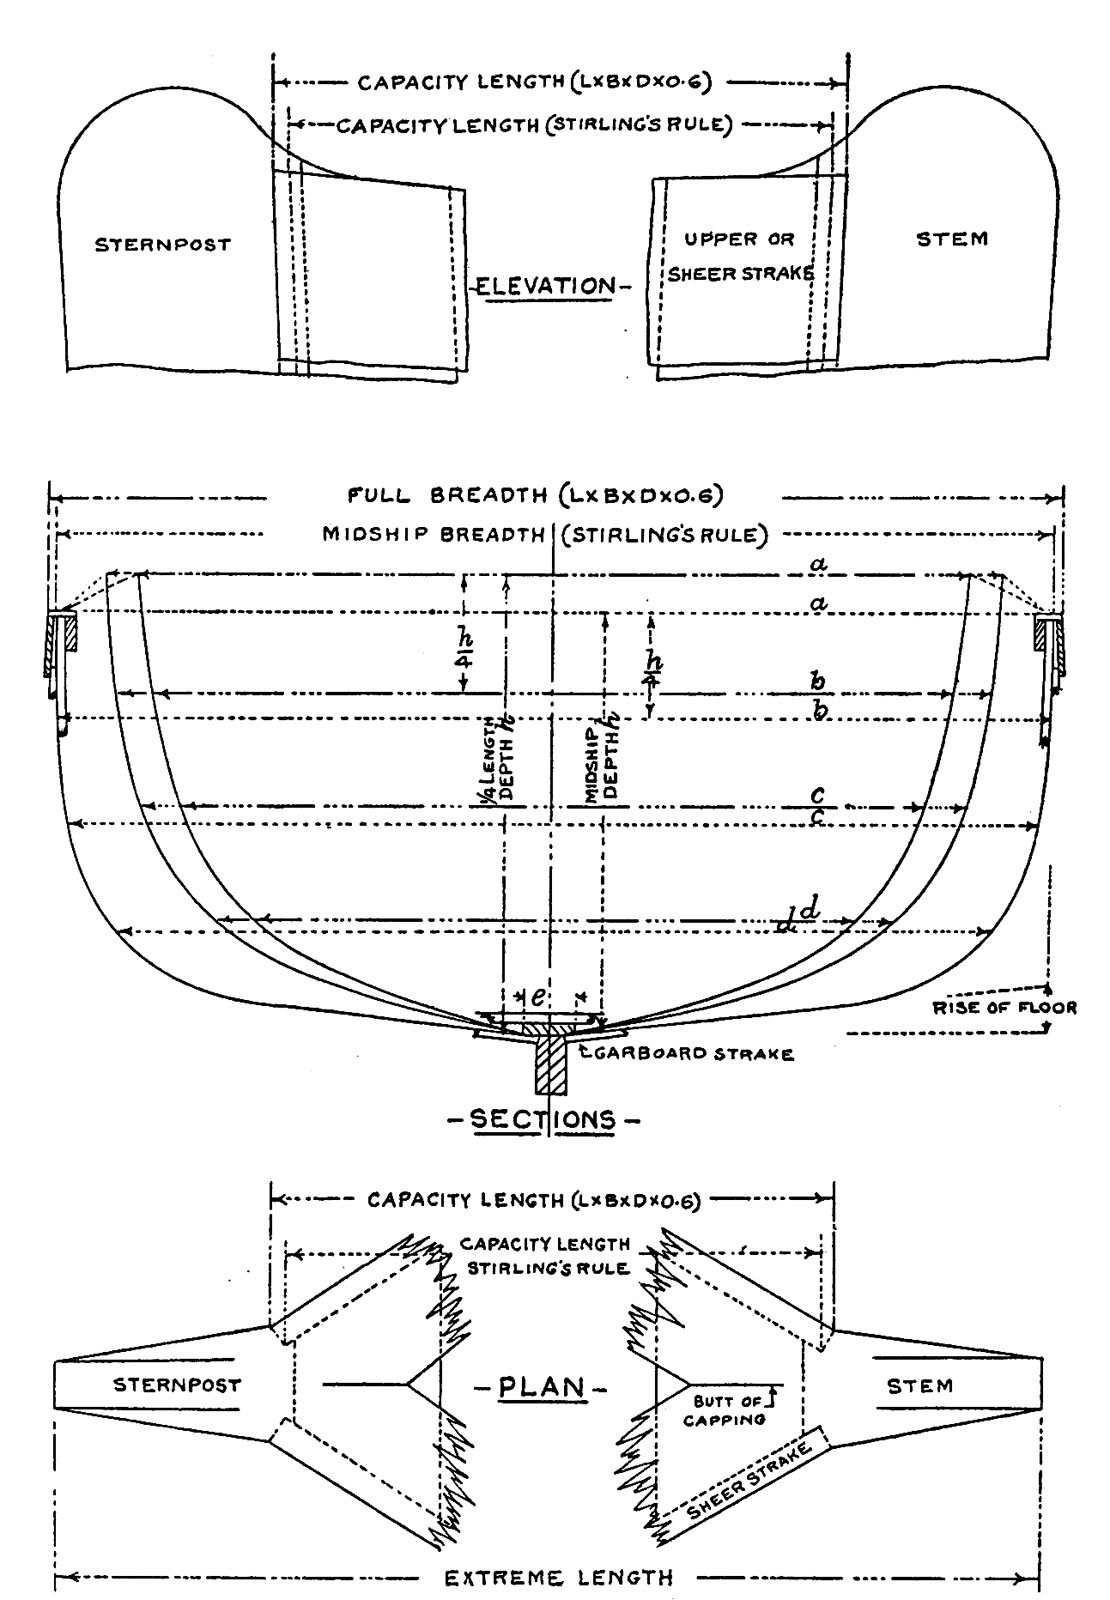 CAPACITY LENGTH (L×B×D×0·6)
CAPACITY LENGTH (STIRLING'S RULE)
STERNPOST
UPPER OR
SHEER STRAKE
STEM
-ELEVATION-
FULL BREADTH (L×B×D×0·6)
MIDSHIP BREADTH (STIRLING'S RULE)
a
a
h/4
h/4
b
b
¼ LENGTH
DEPTH h
MIDSHIP
DEPTH h
c
c
d
d
e
RISE OF FLOOR
GARBOARD STRAKE
-SECTIONS-
CAPACITY LENGTH (L×B×D×0·6)
CAPACITY LENGTH
STIRLING'S RULE
STERNPOST
-PLAN-
BUTT OF
CAPPING
STEM
SHEER STRAKE
EXTREME LENGTH